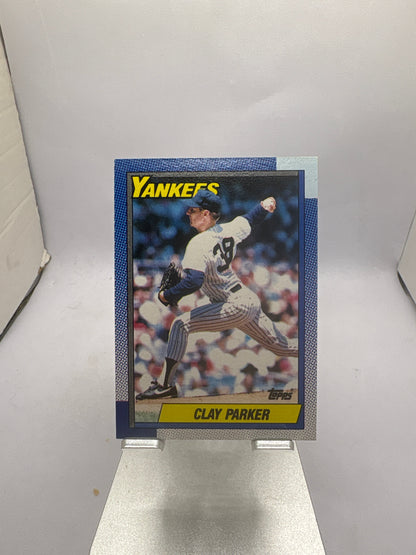 YANKEES
38
TOPPS
CLAY PARKER